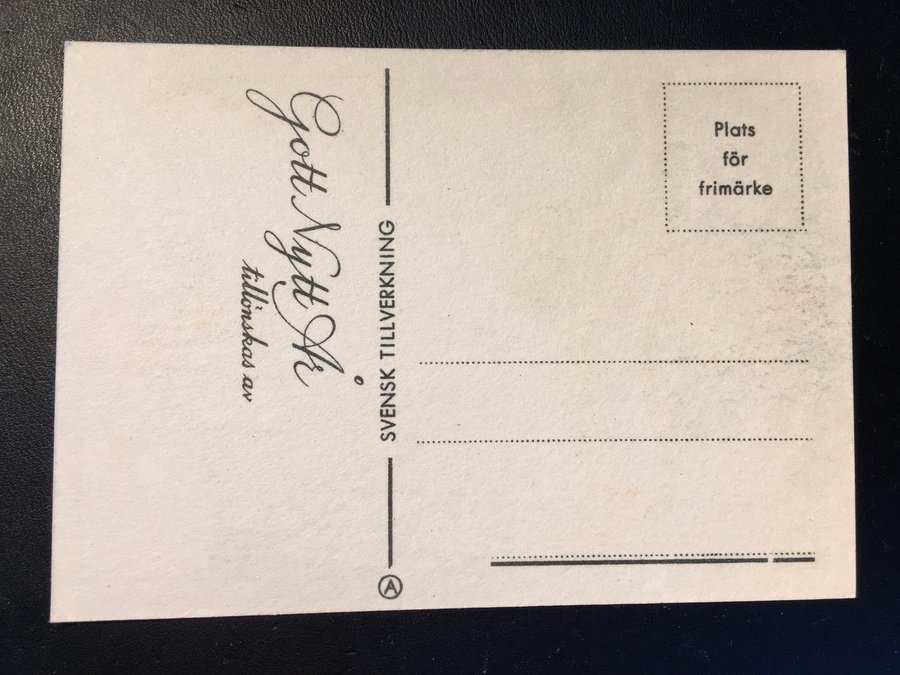 Gott Nytt År
tillönskas av
SVENSK TILLVERKNING
A
Plats
för
frimärke